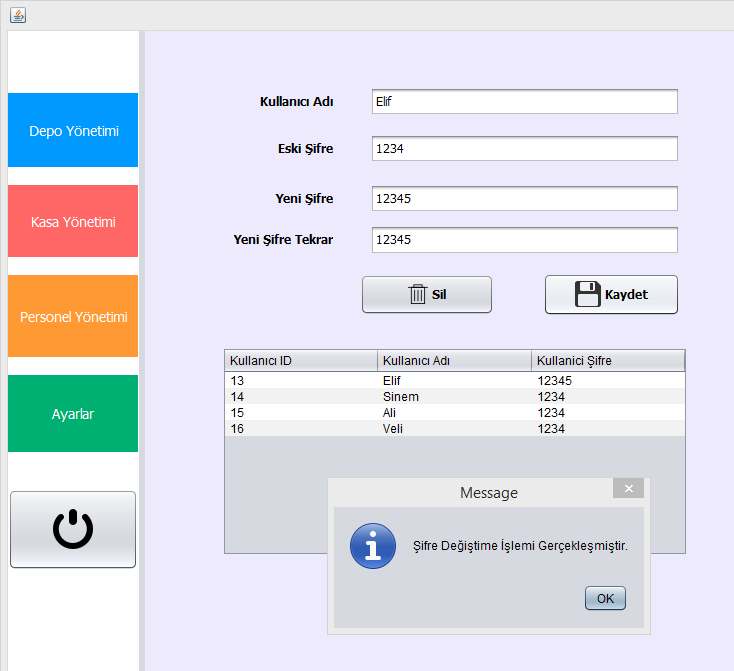 Kullanıcı Adı
Elif
Eski Şifre
1234
Depo Yönetimi
Yeni Şifre
12345
Kasa Yönetimi
Yeni Şifre Tekrar
12345
Sil
Kaydet
Personel Yönetimi
Kullanıcı ID Kullanıcı Adı Kullanici Şifre
13 Elif 12345
14 Sinem 1234
15 Ali 1234
16 Veli 1234
Ayarlar
Message
Şifre Değiştime İşlemi Gerçekleşmiştir.
OK